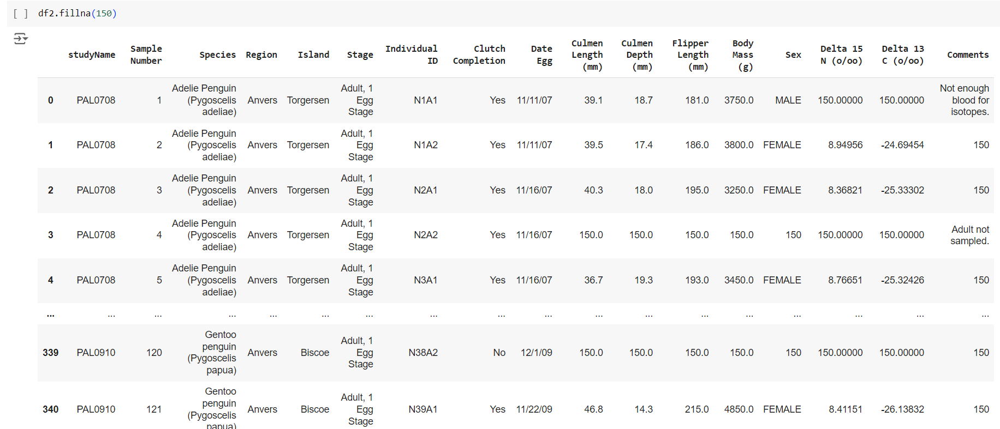 [ ] df2.fillna(150)
studyName Sample Number Species Region Island Stage Individual ID Clutch Completion Date Egg Culmen Length (mm) Culmen Depth (mm) Flipper Length (mm) Body Mass (g) Sex Delta 15 N (o/oo) Delta 13 C (o/oo) Comments
0 PAL0708 1 Adelie Penguin (Pygoscelis adeliae) Anvers Torgersen Adult, 1 Egg Stage N1A1 Yes 11/11/07 39.1 18.7 181.0 3750.0 MALE 150.00000 150.00000 Not enough blood for isotopes.
1 PAL0708 2 Adelie Penguin (Pygoscelis adeliae) Anvers Torgersen Adult, 1 Egg Stage N1A2 Yes 11/11/07 39.5 17.4 186.0 3800.0 FEMALE 8.94956 -24.69454 150
2 PAL0708 3 Adelie Penguin (Pygoscelis adeliae) Anvers Torgersen Adult, 1 Egg Stage N2A1 Yes 11/16/07 40.3 18.0 195.0 3250.0 FEMALE 8.36821 -25.33302 150
3 PAL0708 4 Adelie Penguin (Pygoscelis adeliae) Anvers Torgersen Adult, 1 Egg Stage N2A2 Yes 11/16/07 150.0 150.0 150.0 150.0 150 150.00000 150.00000 Adult not sampled.
4 PAL0708 5 Adelie Penguin (Pygoscelis adeliae) Anvers Torgersen Adult, 1 Egg Stage N3A1 Yes 11/16/07 36.7 19.3 193.0 3450.0 FEMALE 8.76651 -25.32426 150
... ... ... ... ... ... ... ... ... ... ... ... ... ... ... ... ... ...
339 PAL0910 120 Gentoo penguin (Pygoscelis papua) Anvers Biscoe Adult, 1 Egg Stage N38A2 No 12/1/09 150.0 150.0 150.0 150.0 150 150.00000 150.00000 150
340 PAL0910 121 Gentoo penguin (Pygoscelis papua) Anvers Biscoe Adult, 1 Egg Stage N39A1 Yes 11/22/09 46.8 14.3 215.0 4850.0 FEMALE 8.41151 -26.13832 150